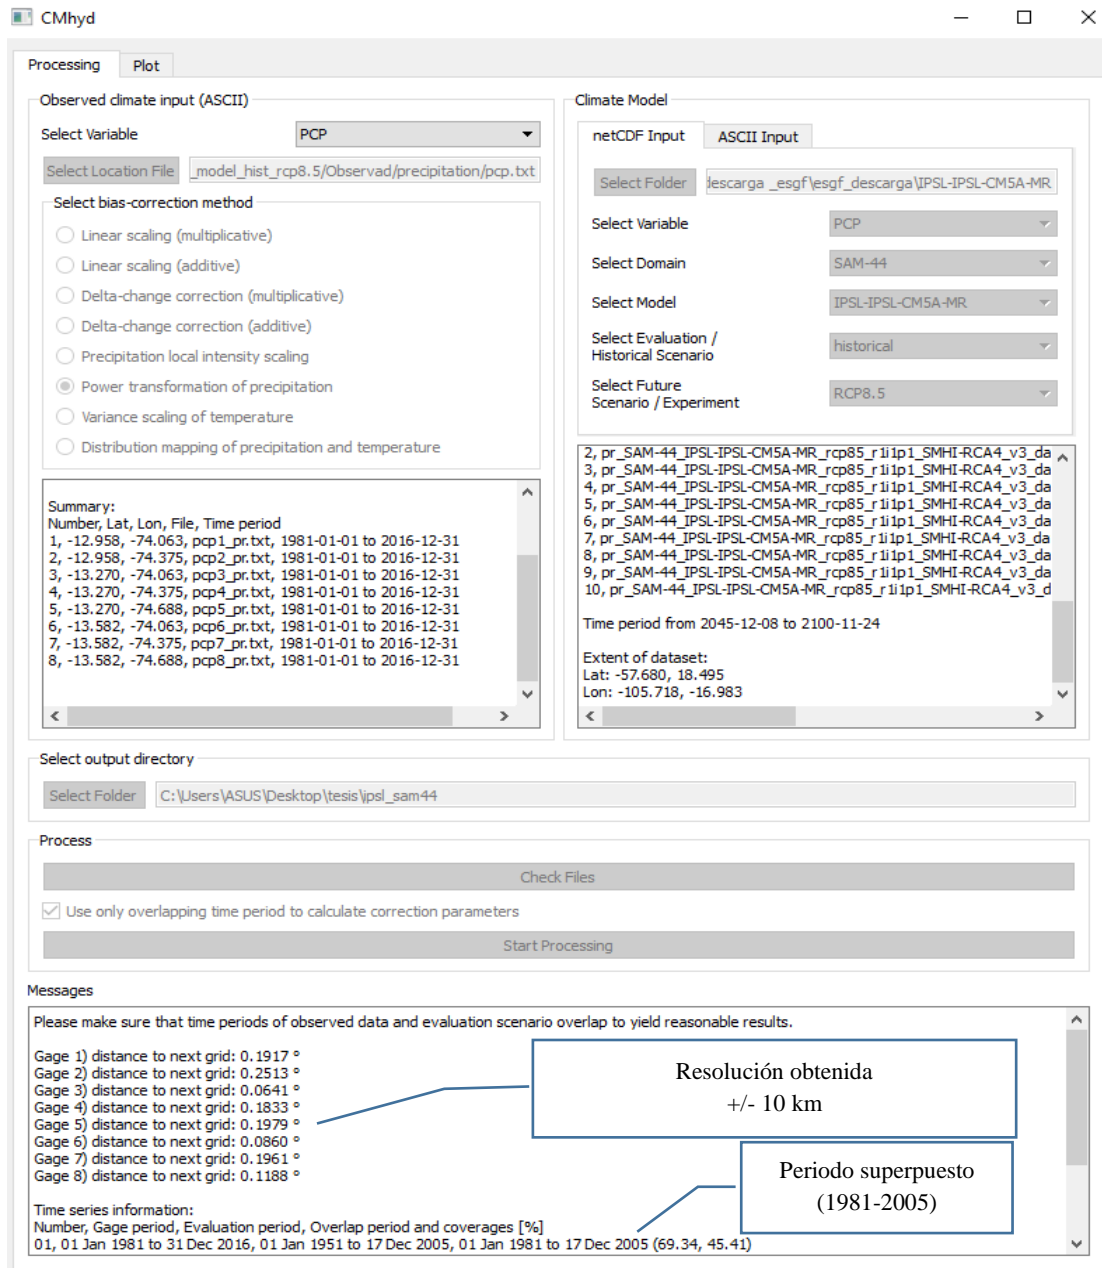 CMhyd
Processing
Plot
Observed climate input (ASCII)
Select Variable
PCP
Select Location File
_model_hist_rcp8.5/Observad/precipitation/pcp.txt
Select bias-correction method
Linear scaling (multiplicative)
Linear scaling (additive)
Delta-change correction (multiplicative)
Delta-change correction (additive)
Precipitation local intensity scaling
Power transformation of precipitation
Variance scaling of temperature
Distribution mapping of precipitation and temperature
Summary:
Number, Lat, Lon, File, Time period
1, -12.958, -74.063, pcp1_pr.txt, 1981-01-01 to 2016-12-31
2, -12.958, -74.375, pcp2_pr.txt, 1981-01-01 to 2016-12-31
3, -13.270, -74.063, pcp3_pr.txt, 1981-01-01 to 2016-12-31
4, -13.270, -74.375, pcp4_pr.txt, 1981-01-01 to 2016-12-31
5, -13.270, -74.688, pcp5_pr.txt, 1981-01-01 to 2016-12-31
6, -13.582, -74.063, pcp6_pr.txt, 1981-01-01 to 2016-12-31
7, -13.582, -74.375, pcp7_pr.txt, 1981-01-01 to 2016-12-31
8, -13.582, -74.688, pcp8_pr.txt, 1981-01-01 to 2016-12-31
Climate Model
netCDF Input
ASCII Input
Select Folder
descarga _esgf\esgf_descarga\IPSL-IPSL-CM5A-MR
Select Variable
PCP
Select Domain
SAM-44
Select Model
IPSL-IPSL-CM5A-MR
Select Evaluation /
Historical Scenario
historical
Select Future
Scenario / Experiment
RCP8.5
2, pr_SAM-44_IPSL-IPSL-CM5A-MR_rcp85_r1i1p1_SMHI-RCA4_v3_da
3, pr_SAM-44_IPSL-IPSL-CM5A-MR_rcp85_r1i1p1_SMHI-RCA4_v3_da
4, pr_SAM-44_IPSL-IPSL-CM5A-MR_rcp85_r1i1p1_SMHI-RCA4_v3_da
5, pr_SAM-44_IPSL-IPSL-CM5A-MR_rcp85_r1i1p1_SMHI-RCA4_v3_da
6, pr_SAM-44_IPSL-IPSL-CM5A-MR_rcp85_r1i1p1_SMHI-RCA4_v3_da
7, pr_SAM-44_IPSL-IPSL-CM5A-MR_rcp85_r1i1p1_SMHI-RCA4_v3_da
8, pr_SAM-44_IPSL-IPSL-CM5A-MR_rcp85_r1i1p1_SMHI-RCA4_v3_da
9, pr_SAM-44_IPSL-IPSL-CM5A-MR_rcp85_r1i1p1_SMHI-RCA4_v3_da
10, pr_SAM-44_IPSL-IPSL-CM5A-MR_rcp85_r1i1p1_SMHI-RCA4_v3_d
Time period from 2045-12-08 to 2100-11-24
Extent of dataset:
Lat: -57.680, 18.495
Lon: -105.718, -16.983
Select output directory
Select Folder
C:\Users\ASUS\Desktop\tesis\ipsl_sam44
Process
Check Files
Use only overlapping time period to calculate correction parameters
Start Processing
Messages
Please make sure that time periods of observed data and evaluation scenario overlap to yield reasonable results.
Gage 1) distance to next grid: 0.1917 °
Gage 2) distance to next grid: 0.2513 °
Gage 3) distance to next grid: 0.0641 °
Gage 4) distance to next grid: 0.1833 °
Gage 5) distance to next grid: 0.1979 °
Gage 6) distance to next grid: 0.0860 °
Gage 7) distance to next grid: 0.1961 °
Gage 8) distance to next grid: 0.1188 °
Resolución obtenida
+/- 10 km
Periodo superpuesto
(1981-2005)
Time series information:
Number, Gage period, Evaluation period, Overlap period and coverages [%]
01, 01 Jan 1981 to 31 Dec 2016, 01 Jan 1951 to 17 Dec 2005, 01 Jan 1981 to 17 Dec 2005 (69.34, 45.41)